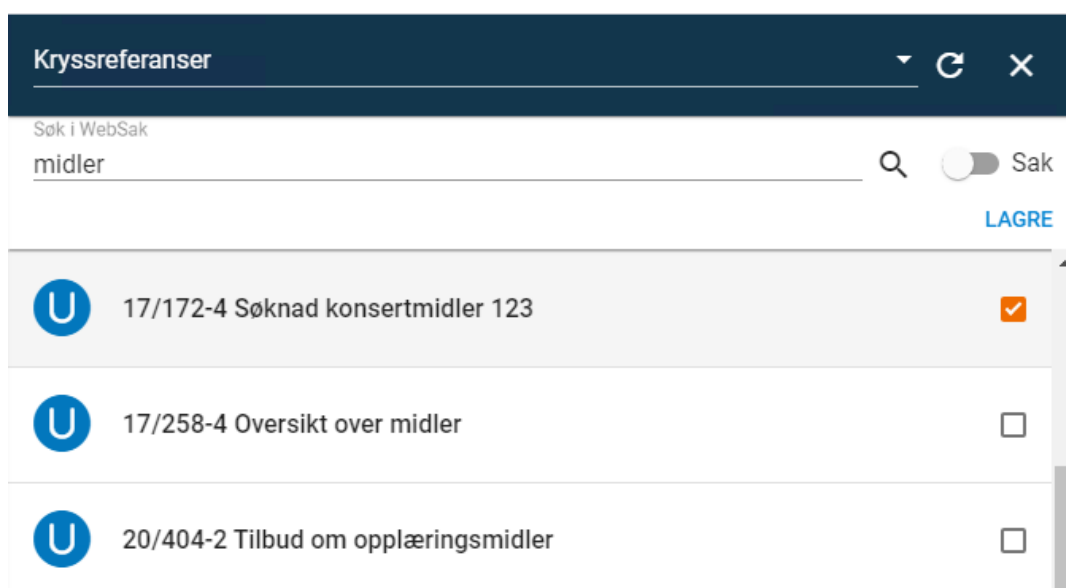 Kryssreferanser
Søk i WebSak
midler
Sak
LAGRE
U 17/172-4 Søknad konsertmidler 123
U 17/258-4 Oversikt over midler
U 20/404-2 Tilbud om opplæringsmidler